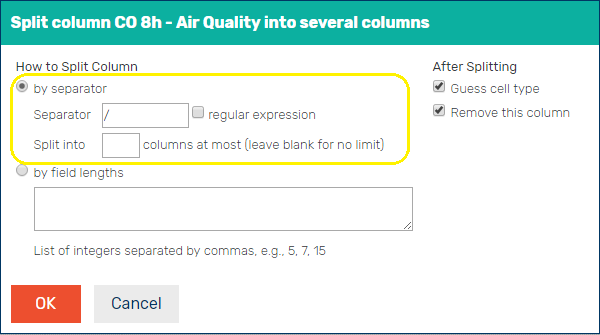 Split column CO 8h - Air Quality into several columns
How to Split Column
After Splitting
by separator
Guess cell type
Separator / regular expression
Remove this column
Split into columns at most (leave blank for no limit)
by field lengths
List of integers separated by commas, e.g., 5, 7, 15
OK Cancel